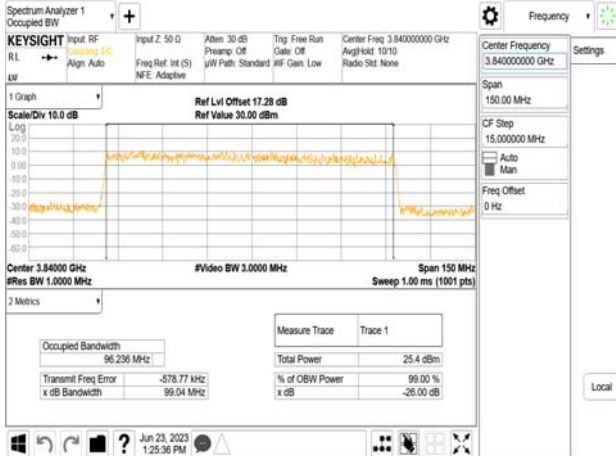 Spectrum Analyzer 1
Occupied BW
+
Frequency
KEYSIGHT
RL
Input: RF
Coupling: DC
Align: Auto
Input Z: 50 Ω
Freq Ref: Int (S)
NFE: Adaptive
Atten: 30 dB
Preamp: Off
µW Path: Standard
Trig: Free Run
Gate: Off
#IF Gain: Low
Center Freq: 3.840000000 GHz
Avg|Hold: 10/10
Radio Std: None
Center Frequency
3.840000000 GHz
Settings
Span
150.00 MHz
CF Step
15.000000 MHz
Auto
Man
Freq Offset
0 Hz
Local
1 Graph
Scale/Div 10.0 dB
Ref Lvl Offset 17.28 dB
Ref Value 30.00 dBm
Log
20.0
10.0
0.00
-10.0
-20.0
-30.0
-40.0
-50.0
-60.0
Center 3.84000 GHz
#Video BW 3.0000 MHz
Span 150 MHz
#Res BW 1.0000 MHz
Sweep 1.00 ms (1001 pts)
2 Metrics
Measure Trace Trace 1
Occupied Bandwidth
96.236 MHz
Total Power 25.4 dBm
Transmit Freq Error -578.77 kHz
% of OBW Power 99.00 %
x dB Bandwidth 99.04 MHz
x dB -26.00 dB
?
Jun 23, 2023
1:25:36 PM